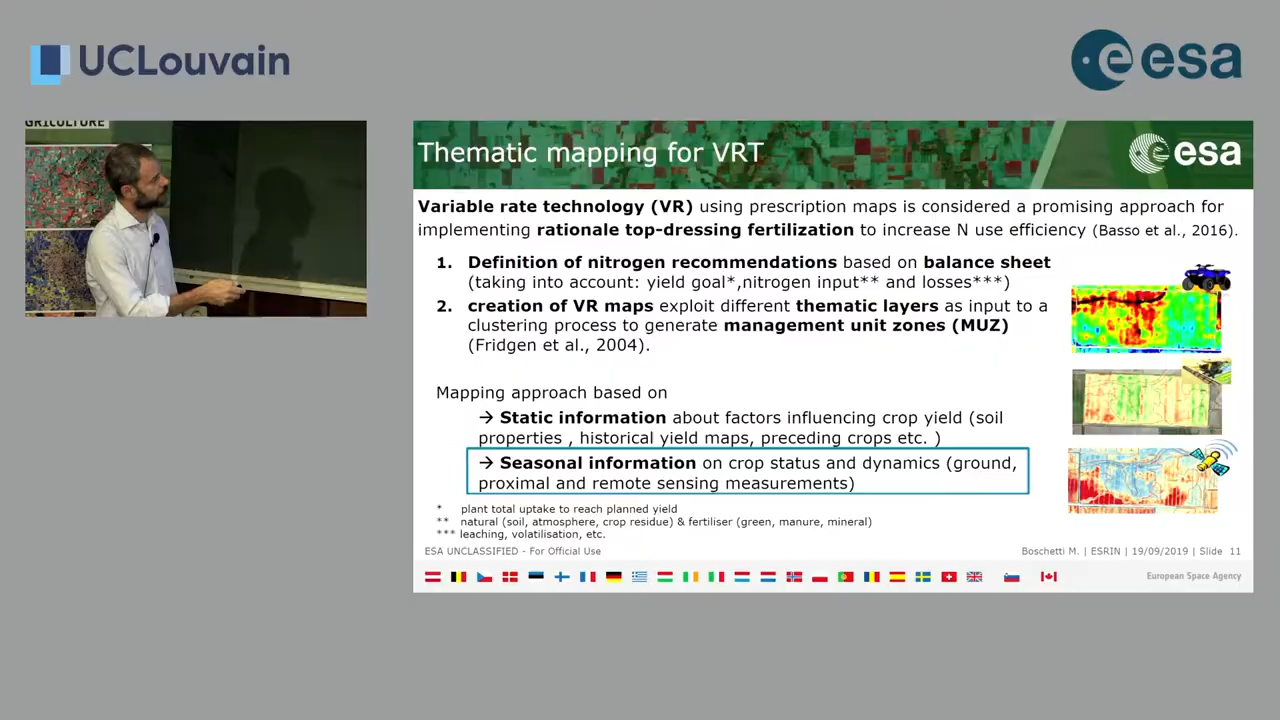 UCLouvain
esa
GRICULTURE
Thematic mapping for VRT
esa
Variable rate technology (VR) using prescription maps is considered a promising approach for
implementing rationale top-dressing fertilization to increase N use efficiency (Basso et al., 2016).
1. Definition of nitrogen recommendations based on balance sheet
(taking into account: yield goal*,nitrogen input** and losses***)
2. creation of VR maps exploit different thematic layers as input to a
clustering process to generate management unit zones (MUZ)
(Fridgen et al., 2004).
Mapping approach based on
→ Static information about factors influencing crop yield (soil
properties , historical yield maps, preceding crops etc. )
→ Seasonal information on crop status and dynamics (ground,
proximal and remote sensing measurements)
* plant total uptake to reach planned yield
** natural (soil, atmosphere, crop residue) & fertiliser (green, manure, mineral)
*** leaching, volatilisation, etc.
ESA UNCLASSIFIED - For Official Use
Boschetti M. | ESRIN | 19/09/2019 | Slide 11
European Space Agency